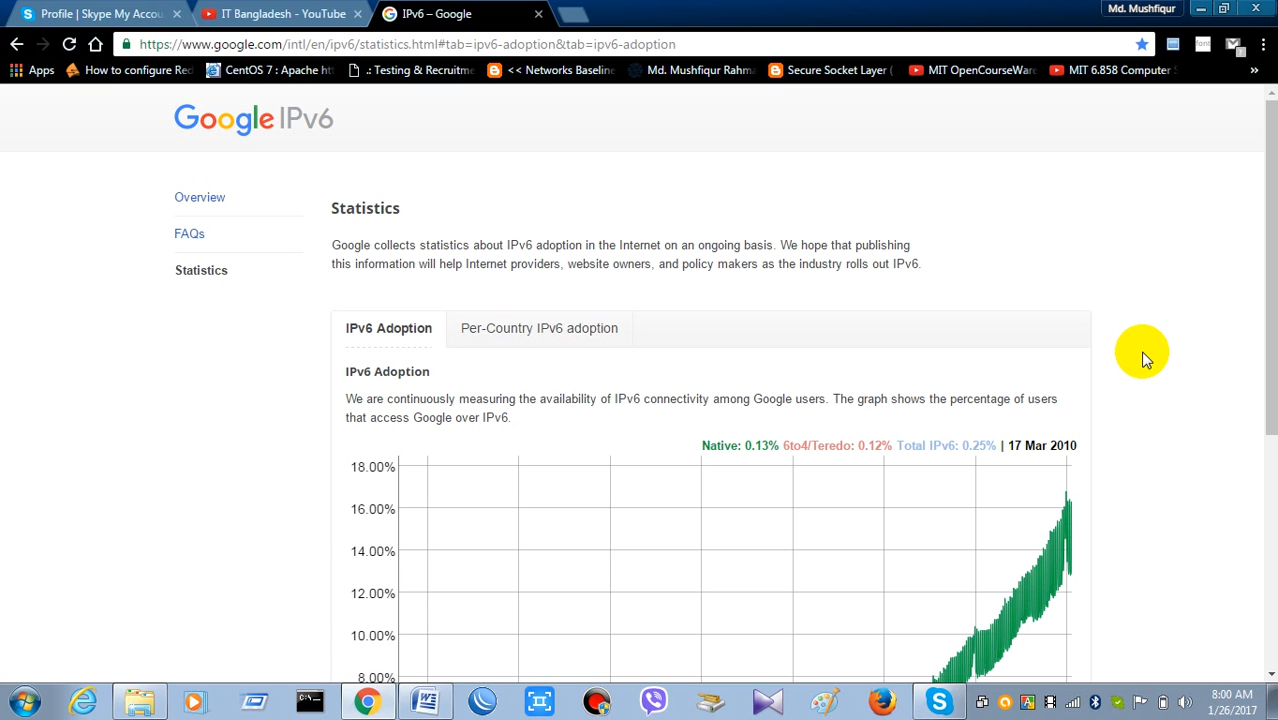 Profile | Skype My Accou
IT Bangladesh - YouTube
IPv6 – Google
Md. Mushfiqur
https://www.google.com/intl/en/ipv6/statistics.html#tab=ipv6-adoption&tab=ipv6-adoption
Apps
How to configure Red
CentOS 7 : Apache htt
.: Testing & Recruitme
<< Networks Baseline
Md. Mushfiqur Rahma
Secure Socket Layer (
MIT OpenCourseWare
MIT 6.858 Computer S
»
Google IPv6
Overview
FAQs
Statistics
Statistics
Google collects statistics about IPv6 adoption in the Internet on an ongoing basis. We hope that publishing
this information will help Internet providers, website owners, and policy makers as the industry rolls out IPv6.
IPv6 Adoption
Per-Country IPv6 adoption
IPv6 Adoption
We are continuously measuring the availability of IPv6 connectivity among Google users. The graph shows the percentage of users
that access Google over IPv6.
Native: 0.13% 6to4/Teredo: 0.12% Total IPv6: 0.25% | 17 Mar 2010
18.00%
16.00%
14.00%
12.00%
10.00%
8.00%
8:00 AM
1/26/2017